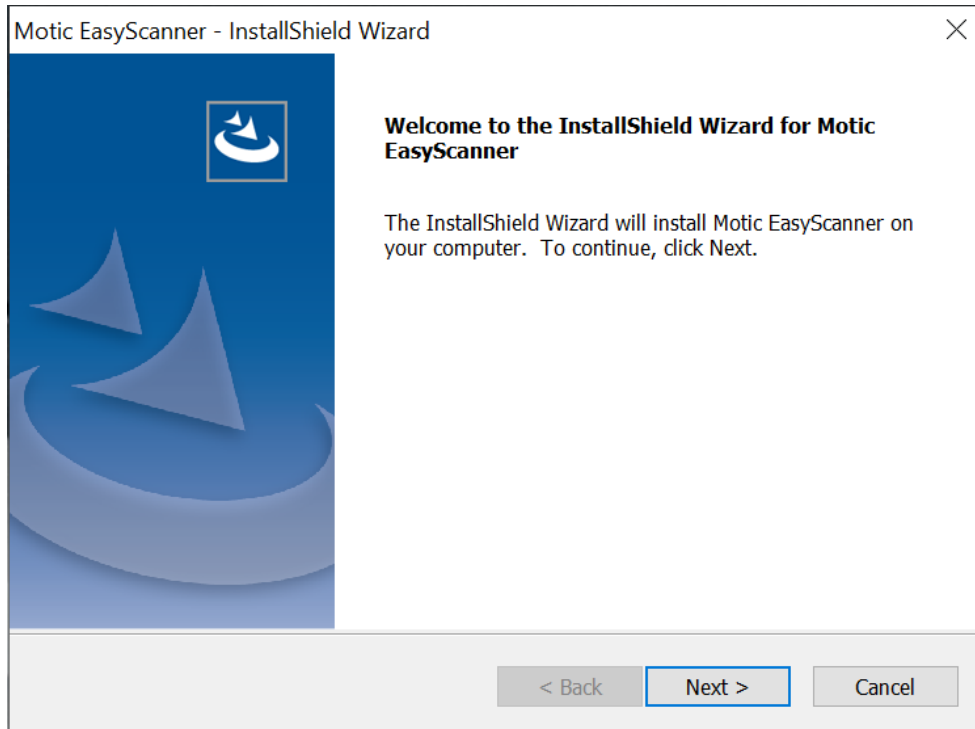 Motic EasyScanner - InstallShield Wizard
Welcome to the InstallShield Wizard for Motic
EasyScanner
The InstallShield Wizard will install Motic EasyScanner on
your computer.  To continue, click Next.
< Back
Next >
Cancel